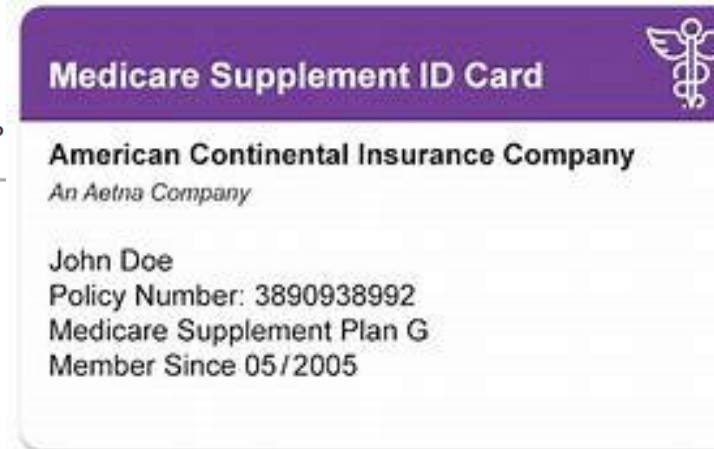 Medicare Supplement ID Card
American Continental Insurance Company
An Aetna Company
John Doe
Policy Number: 3890938992
Medicare Supplement Plan G
Member Since 05/2005